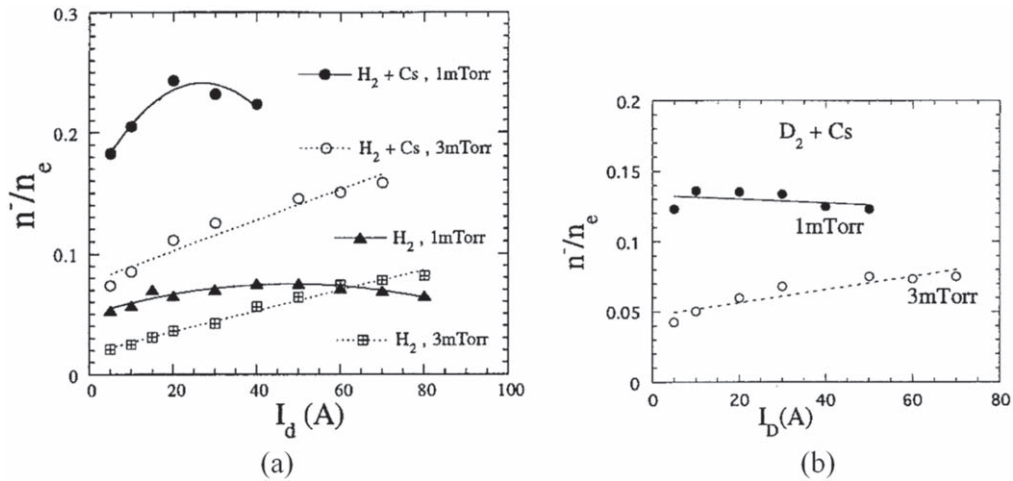 0.3
0.2
0.1
0
n⁻/nₑ
H₂ + Cs , 1mTorr
H₂ + Cs , 3mTorr
H₂ , 1mTorr
H₂ , 3mTorr
0 20 40 60 80 100
I_d (A)
(a)
0.2
0.15
0.1
0.05
0
n⁻/nₑ
D₂ + Cs
1mTorr
3mTorr
0 20 40 60 80
I_D(A)
(b)